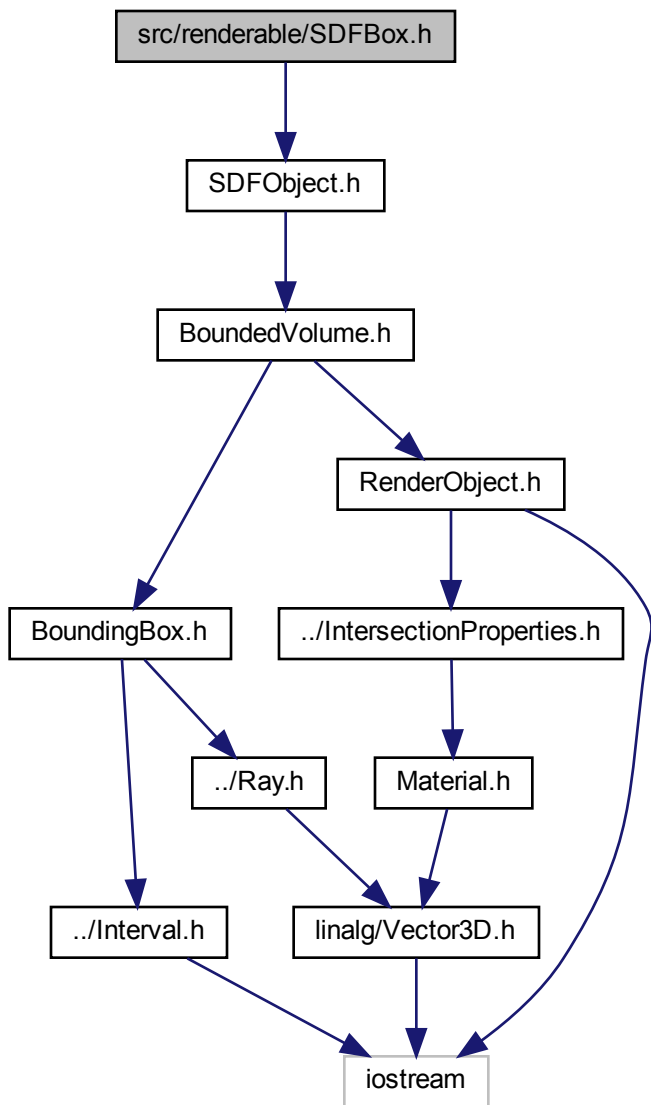 src/renderable/SDFBox.h
SDFObject.h
BoundedVolume.h
RenderObject.h
BoundingBox.h
../IntersectionProperties.h
../Ray.h
Material.h
../Interval.h
linalg/Vector3D.h
iostream